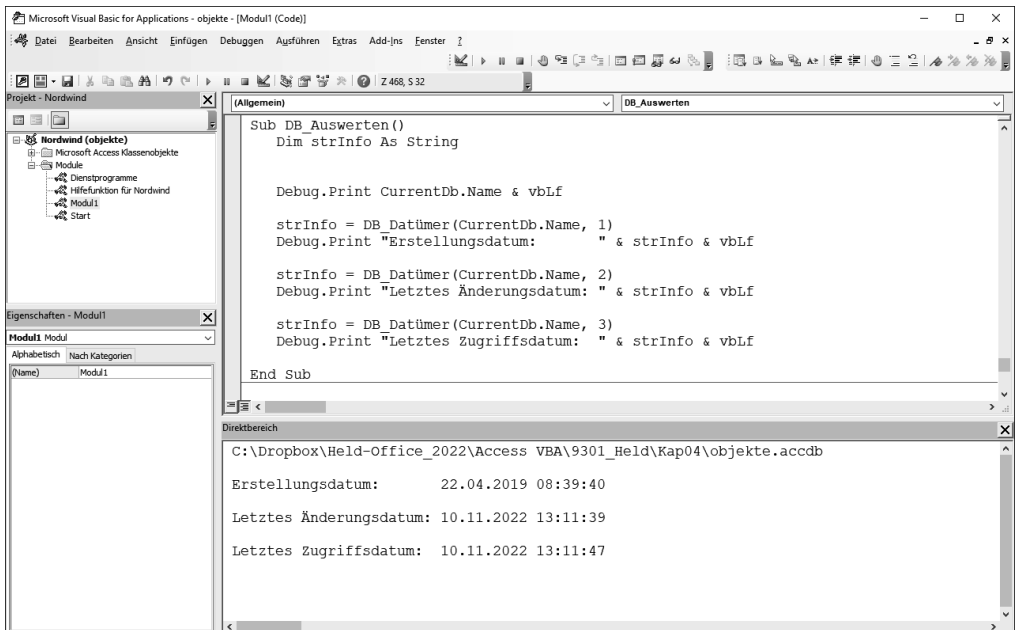 Microsoft Visual Basic for Applications - objekte - [Modul1 (Code)]
Datei Bearbeiten Ansicht Einfügen Debuggen Ausführen Extras Add-Ins Fenster ?
Z 468, S 32
Projekt - Nordwind
Nordwind (objekte)
Microsoft Access Klassenobjekte
Module
Dienstprogramme
Hilfefunktion für Nordwind
Modul1
Start
Eigenschaften - Modul1
Modul1 Modul
Alphabetisch Nach Kategorien
(Name) Modul1
(Allgemein) DB_Auswerten
Sub DB_Auswerten()
Dim strInfo As String
Debug.Print CurrentDb.Name & vbLf
strInfo = DB_Datümer(CurrentDb.Name, 1)
Debug.Print "Erstellungsdatum:       " & strInfo & vbLf
strInfo = DB_Datümer(CurrentDb.Name, 2)
Debug.Print "Letztes Änderungsdatum: " & strInfo & vbLf
strInfo = DB_Datümer(CurrentDb.Name, 3)
Debug.Print "Letztes Zugriffsdatum:  " & strInfo & vbLf
End Sub
Direktbereich
C:\Dropbox\Held-Office_2022\Access VBA\9301_Held\Kap04\objekte.accdb
Erstellungsdatum:       22.04.2019 08:39:40
Letztes Änderungsdatum: 10.11.2022 13:11:39
Letztes Zugriffsdatum:  10.11.2022 13:11:47